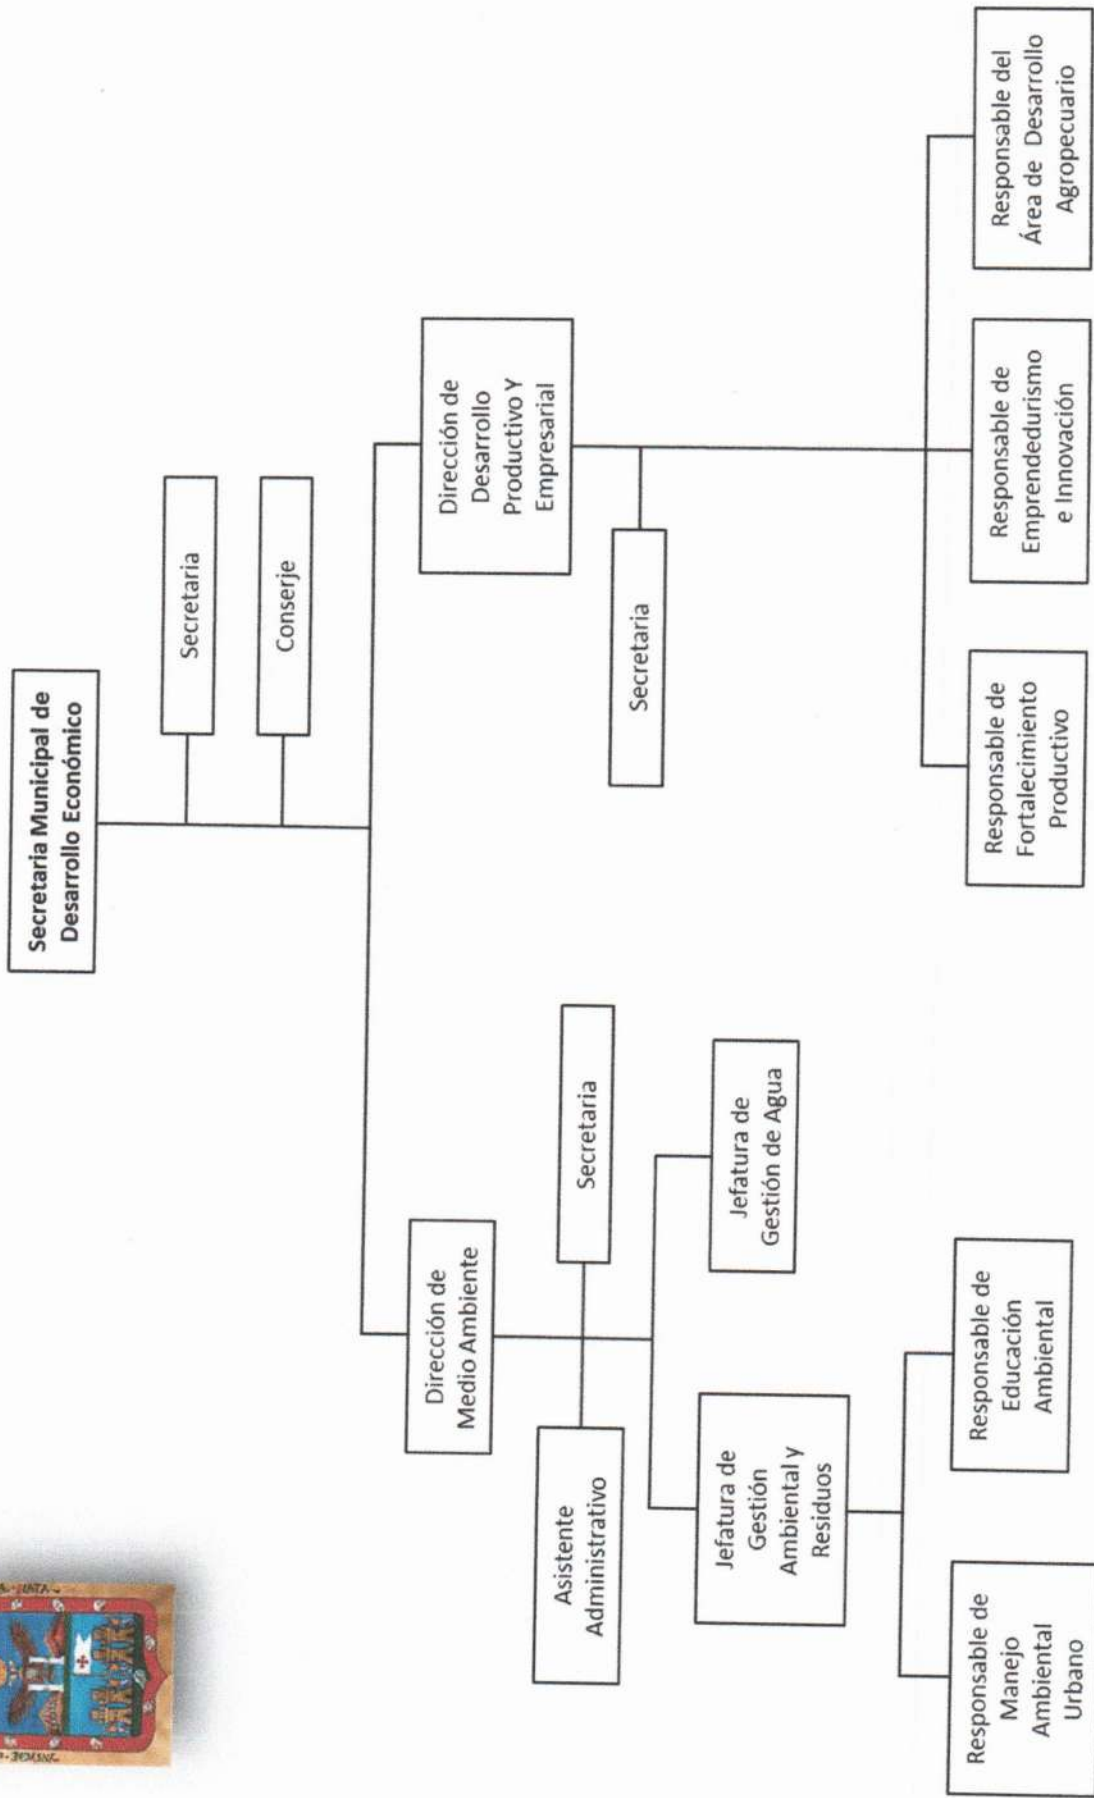 Secretaria Municipal de
Desarrollo Económico
Secretaria
Conserje
Dirección de
Medio Ambiente
Dirección de
Desarrollo
Productivo Y
Empresarial
Asistente
Administrativo
Secretaria
Secretaria
Jefatura de
Gestión
Ambiental y
Residuos
Jefatura de
Gestión de Agua
Responsable de
Manejo
Ambiental
Urbano
Responsable de
Educación
Ambiental
Responsable de
Fortalecimiento
Productivo
Responsable de
Emprendedurismo
e Innovación
Responsable del
Área de Desarrollo
Agropecuario